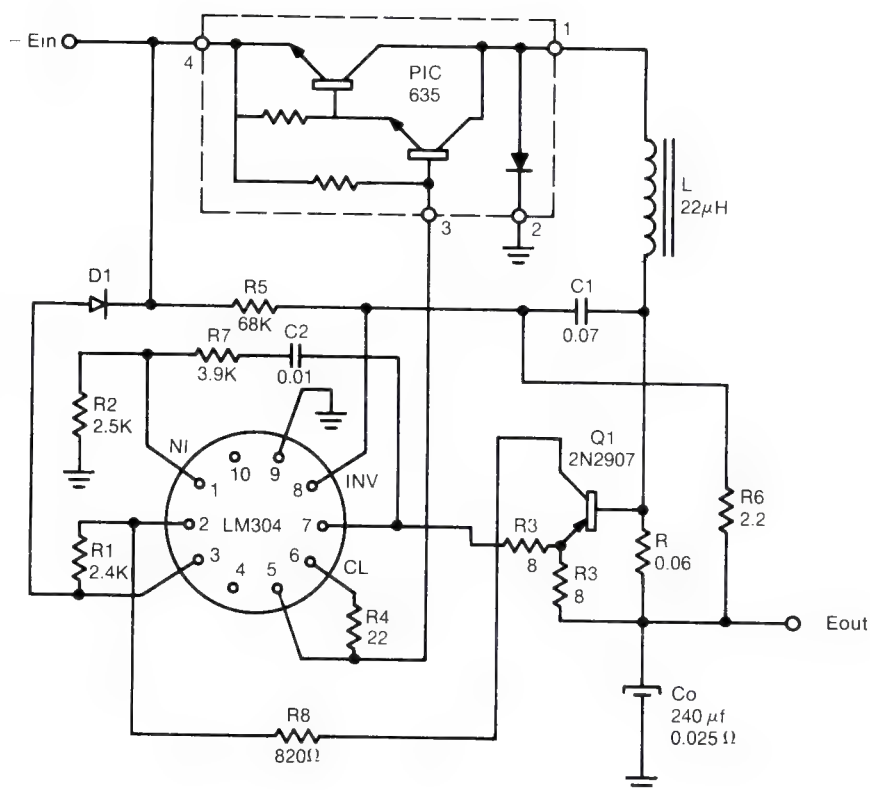 – Ein
4
1
PIC
635
3
2
L
22µH
D1
R5
68K
C1
0.07
R7
3.9K
C2
0.01
R2
2.5K
NI
10
9
8
INV
1
Q1
2N2907
2
LM304
7
R3
8
R6
2.2
R1
2.4K
3
6
CL
4
5
R3
8
R
0.06
R4
22
Eout
Co
240 µf
0.025 Ω
R8
820Ω